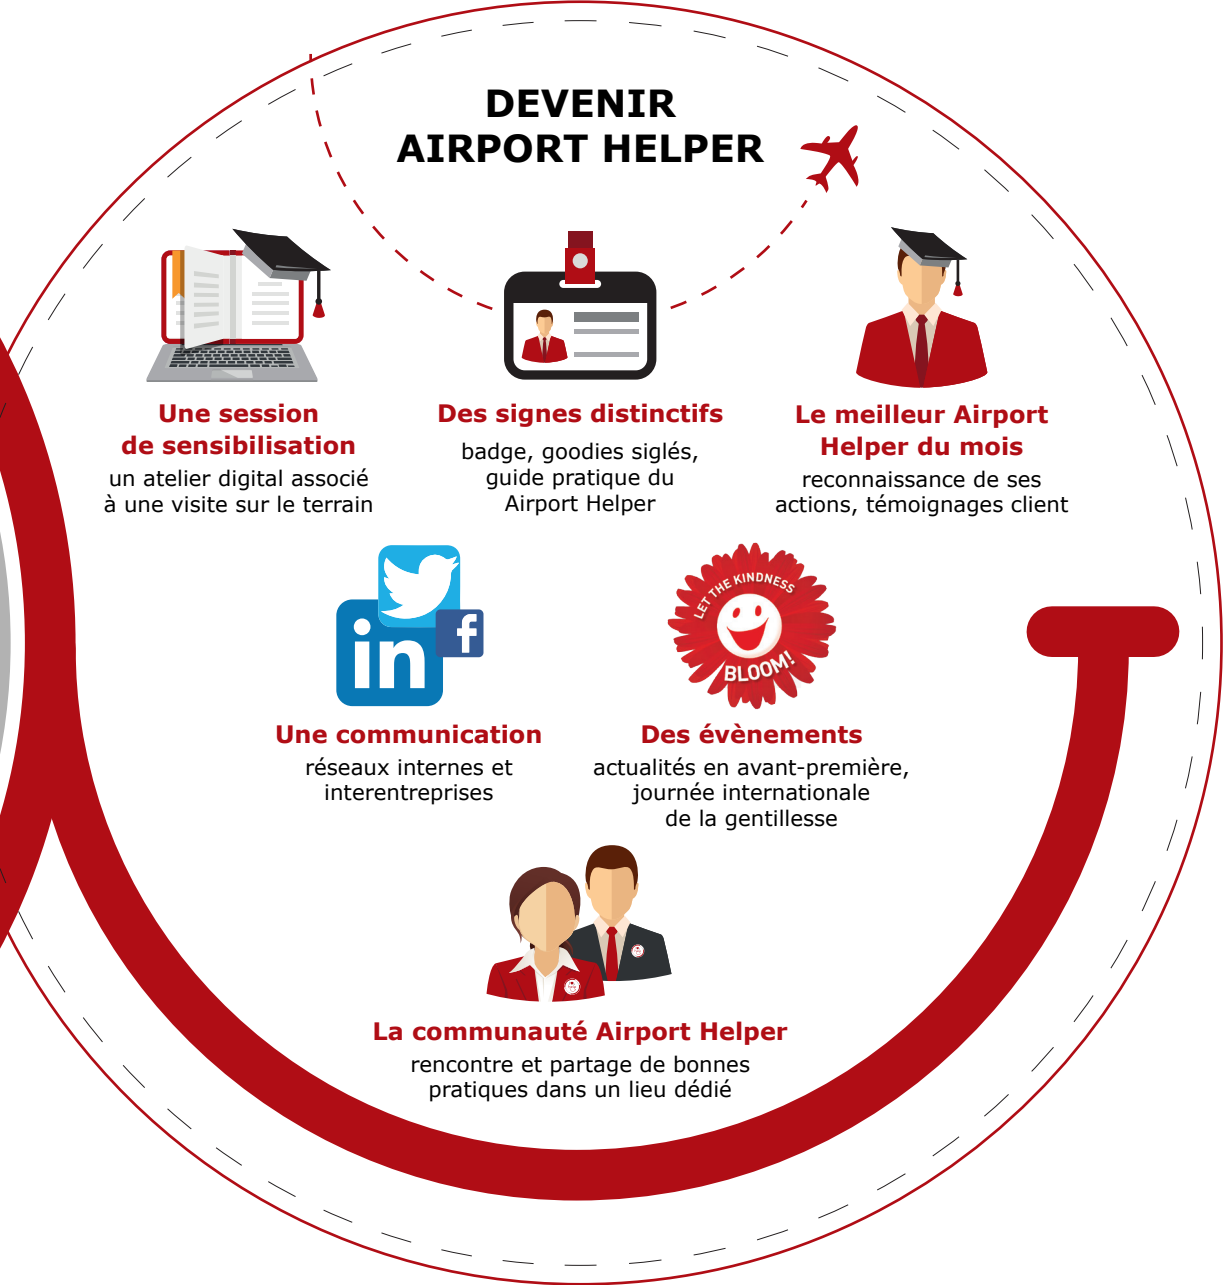 DEVENIR
AIRPORT HELPER
Une session
de sensibilisation
un atelier digital associé
à une visite sur le terrain
Des signes distinctifs
badge, goodies siglés,
guide pratique du
Airport Helper
Le meilleur Airport
Helper du mois
reconnaissance de ses
actions, témoignages client
in
f
Une communication
réseaux internes et
interentreprises
LET THE KINDNESS
BLOOM!
Des évènements
actualités en avant-première,
journée internationale
de la gentillesse
La communauté Airport Helper
rencontre et partage de bonnes
pratiques dans un lieu dédié